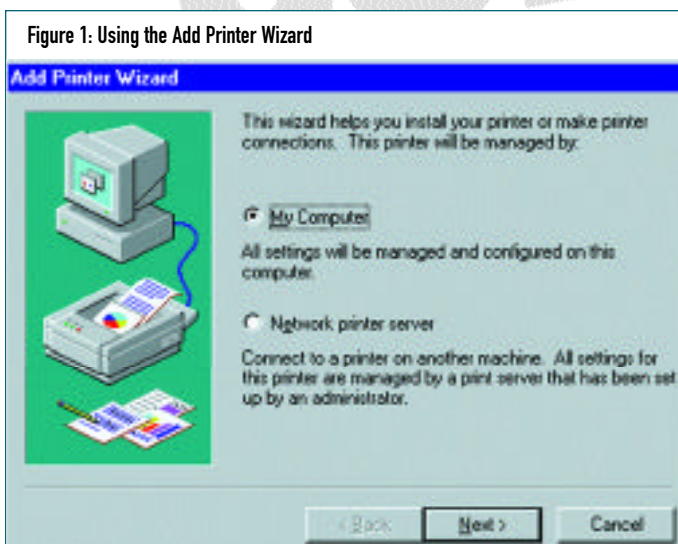 Figure 1: Using the Add Printer Wizard
Add Printer Wizard
This wizard helps you install your printer or make printer
connections. This printer will be managed by:
My Computer
All settings will be managed and configured on this
computer.
Network printer server
Connect to a printer on another machine. All settings for
this printer are managed by a print server that has been set
up by an administrator.
< Back
Next >
Cancel